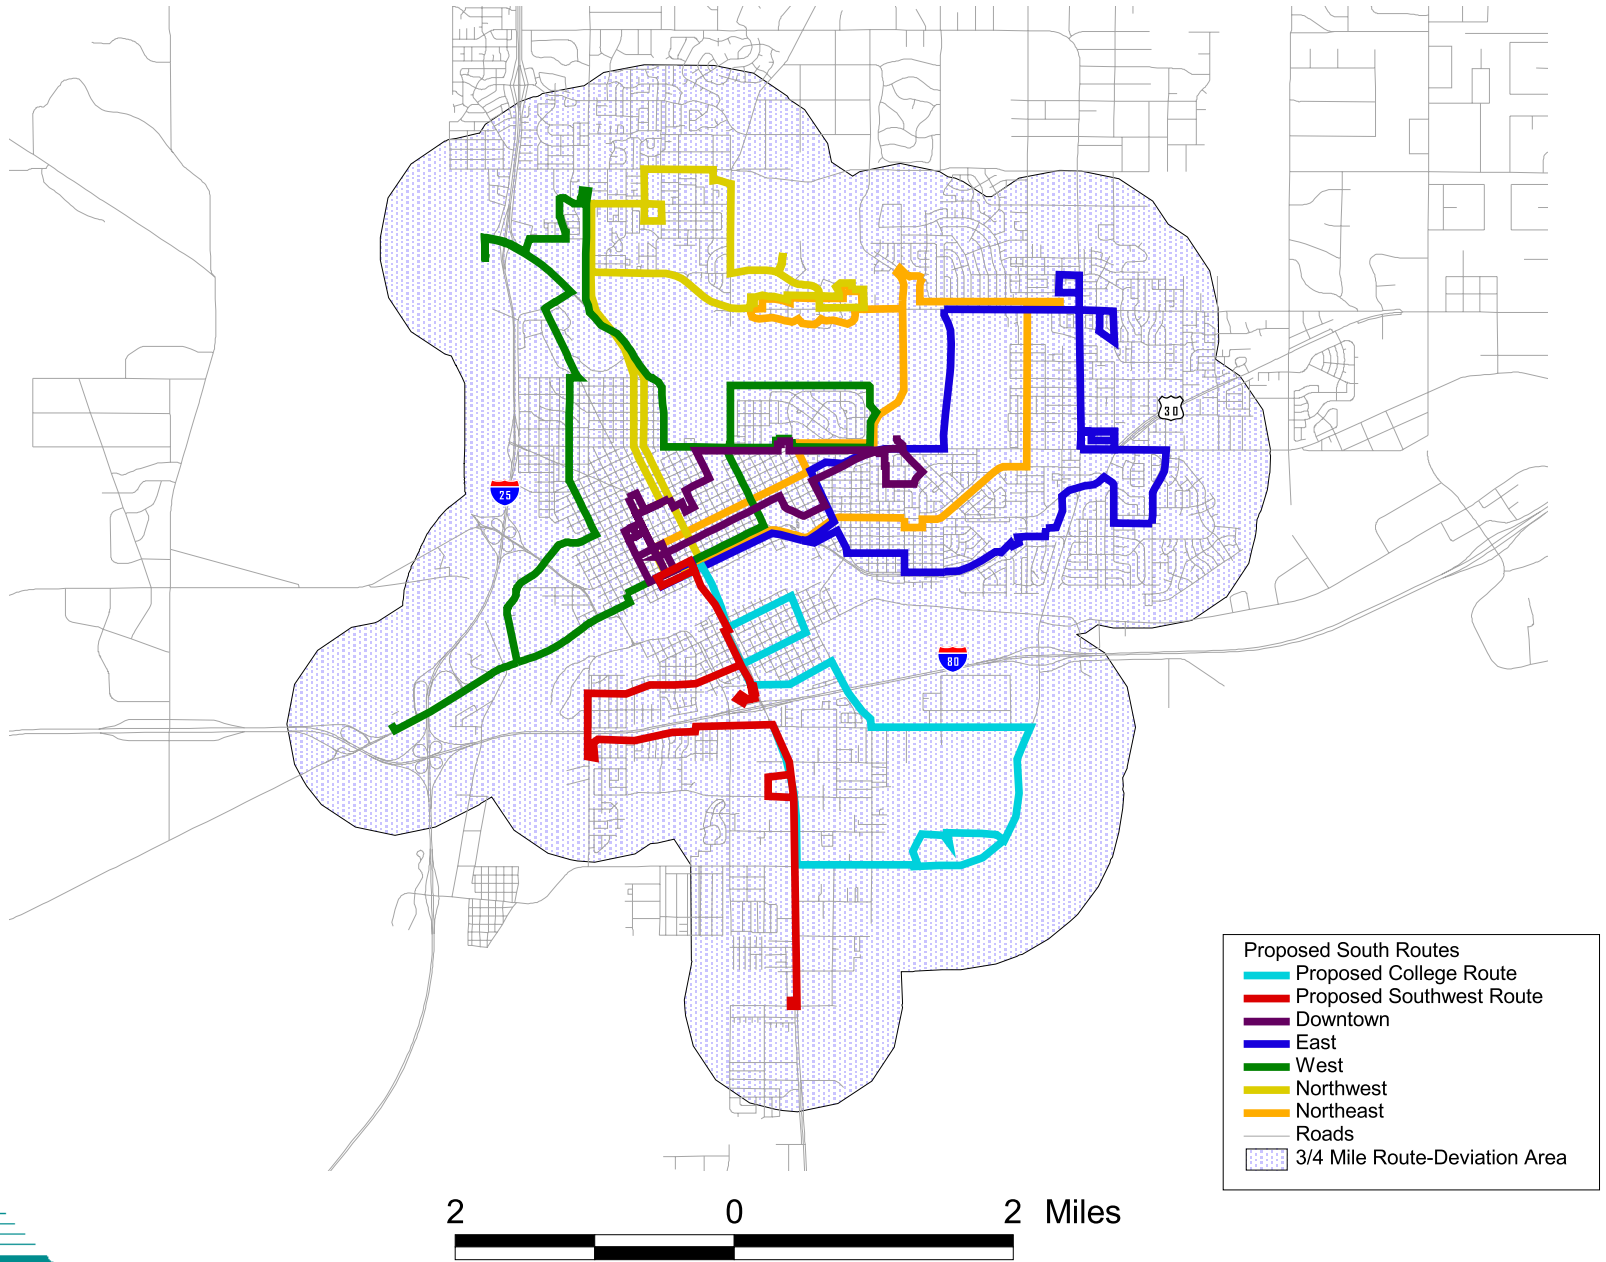 30
25
80
Proposed South Routes
Proposed College Route
Proposed Southwest Route
Downtown
East
West
Northwest
Northeast
Roads
3/4 Mile Route-Deviation Area
2 0 2 Miles